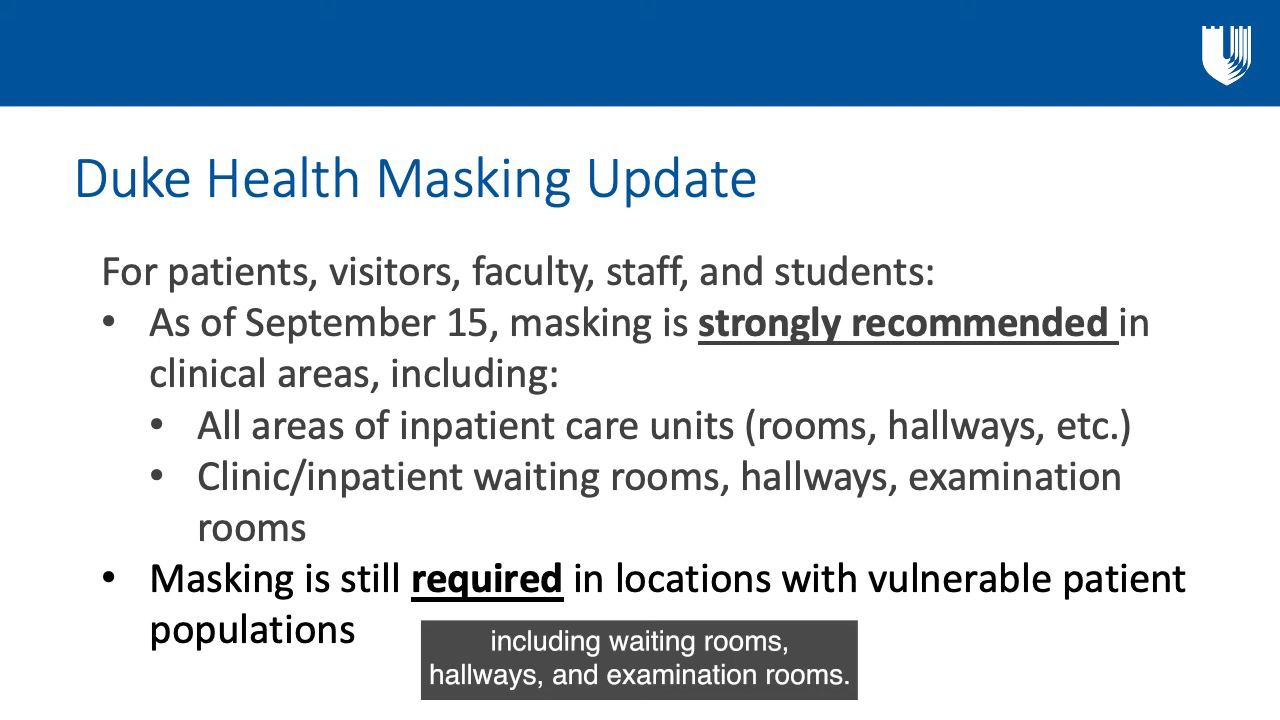 Duke Health Masking Update
For patients, visitors, faculty, staff, and students:
• As of September 15, masking is strongly recommended in
clinical areas, including:
• All areas of inpatient care units (rooms, hallways, etc.)
• Clinic/inpatient waiting rooms, hallways, examination
rooms
• Masking is still required in locations with vulnerable patient
populations
including waiting rooms,
hallways, and examination rooms.